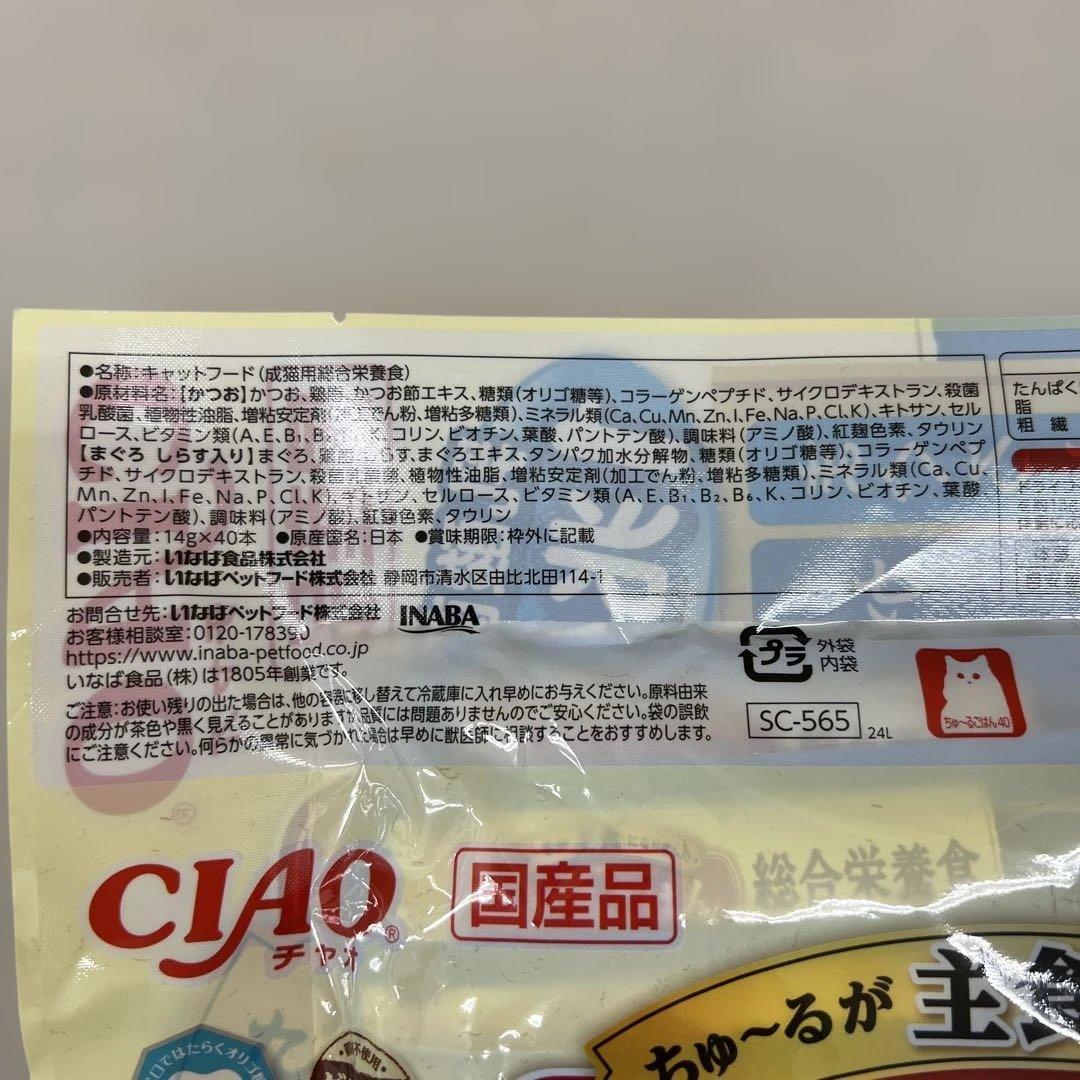 ●名称:キャットフード(成猫用総合栄養食)
●原材料名:【かつお】かつお、鶏脂、かつお節エキス、糖類(オリゴ糖等)、コラーゲンペプチド、サイクロデキストラン、殺菌
乳酸菌、植物性油脂、増粘安定剤(加工でん粉、増粘多糖類)、ミネラル類(Ca,Cu,Mn,Zn,I,Fe,Na,P,Cl,K)、キトサン、セル
ロース、ビタミン類(A、E、B₁、B₂、K、コリン、ビオチン、葉酸、パントテン酸)、調味料(アミノ酸)、紅麹色素、タウリン
【まぐろ しらす入り】まぐろ、鶏脂、しらす、まぐろエキス、タンパク加水分解物、糖類(オリゴ糖等)、コラーゲンペプ
チド、サイクロデキストラン、殺菌乳酸菌、植物性油脂、増粘安定剤(加工でん粉、増粘多糖類)、ミネラル類(Ca,Cu,
Mn,Zn,I,Fe,Na,P,Cl,K)、キトサン、セルロース、ビタミン類(A、E、B₁、B₂、B₆、K、コリン、ビオチン、葉酸、
パントテン酸)、調味料(アミノ酸)、紅麹色素、タウリン
●内容量:14g×40本 ●原産国名:日本 ●賞味期限:枠外に記載
●製造元:いなば食品株式会社
●販売者:いなばペットフード株式会社 静岡市清水区由比北田114-1
お問合せ先:いなばペットフード株式会社 INABA
お客様相談室:0120-178390
https://www.inaba-petfood.co.jp
いなば食品(株)は1805年創業です。
ご注意:お使い残りの出た場合は、他の容器に移し替えて冷蔵庫に入れ早めにお与えください。原料由来
の成分が茶色や黒く見えることがありますが品質には問題ありませんのでご安心ください。袋の誤飲
にご注意ください。何らかの異常に気づかれた場合は早めに獣医師に相談することをおすすめします。
たんぱく
脂
粗 繊
プラ
外袋
内袋
SC-565
24L
ちゅ〜るごはん40
CIAO®
チャオ
国産品
総合栄養食
ちゅ〜るが 主食
口ではたらくオリゴ
不使用